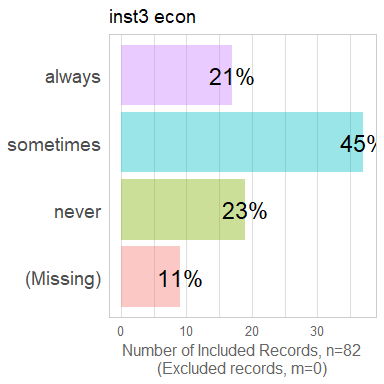 inst3 econ
always
21%
sometimes
45%
never
23%
(Missing)
11%
0 10 20 30
Number of Included Records, n=82
(Excluded records, m=0)